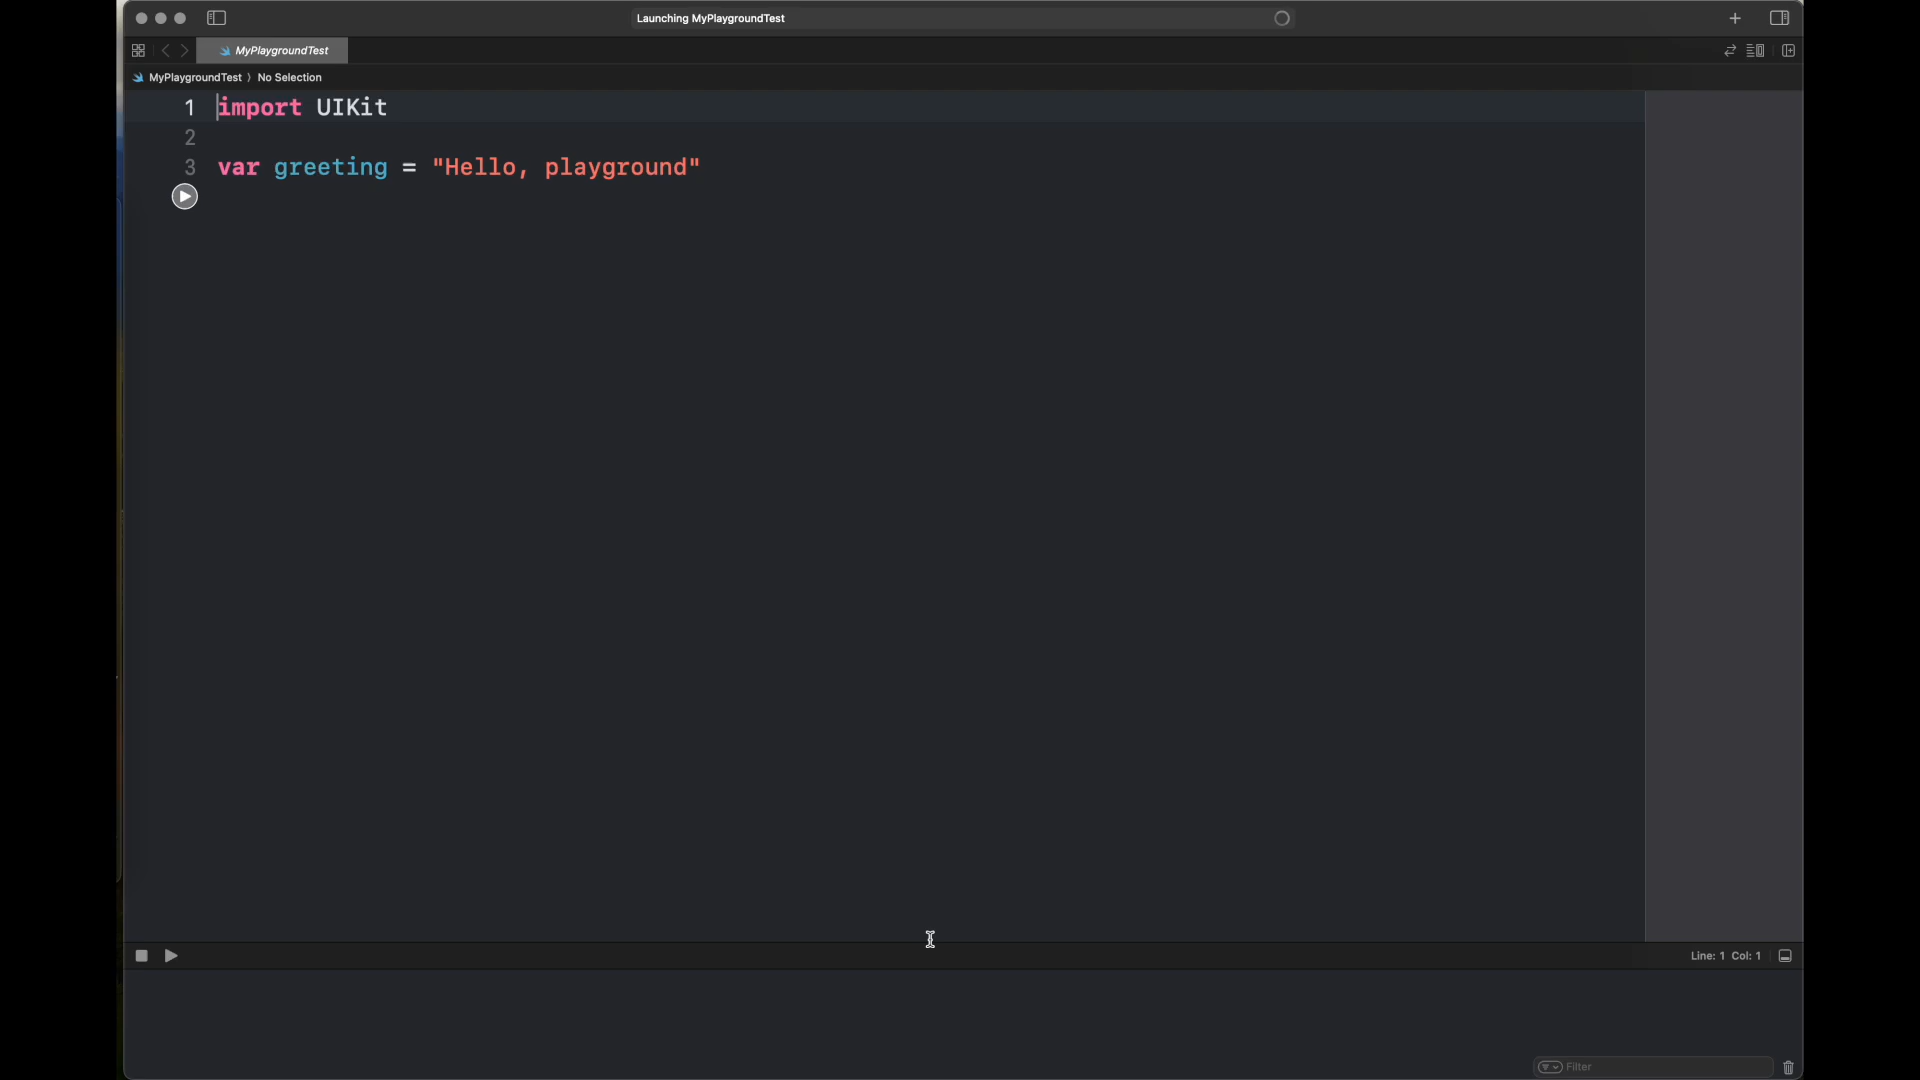 Launching MyPlaygroundTest
MyPlaygroundTest
MyPlaygroundTest 〉 No Selection
1 import UIKit
2
3 var greeting = "Hello, playground"
Line: 1 Col: 1
Filter